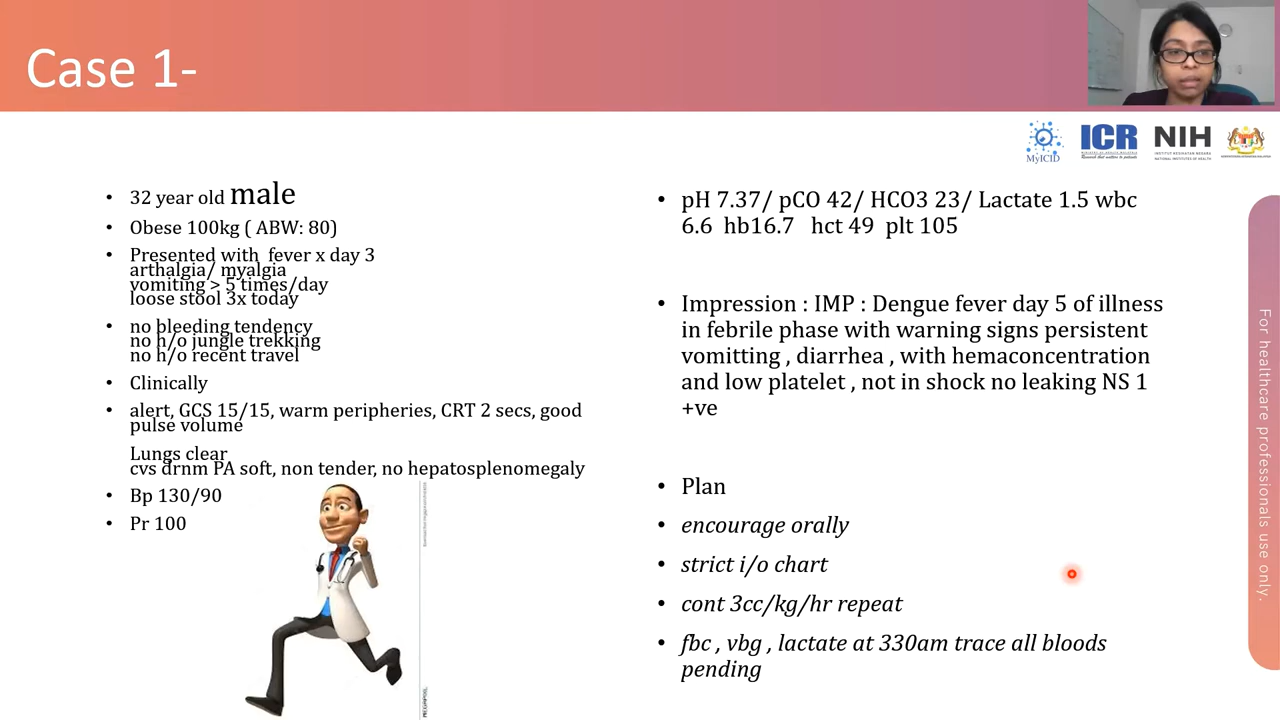 Case 1-
MyICID
ICR
NIH
32 year old male
Obese 100kg ( ABW: 80)
Presented with fever x day 3
arthalgia/ myalgia
vomiting > 5 times/day
loose stool 3x today
no bleeding tendency
no h/o jungle trekking
no h/o recent travel
Clinically
alert, GCS 15/15, warm peripheries, CRT 2 secs, good
pulse volume
Lungs clear
cvs drnm PA soft, non tender, no hepatosplenomegaly
Bp 130/90
Pr 100
pH 7.37/ pCO 42/ HCO3 23/ Lactate 1.5 wbc
6.6 hb16.7 hct 49 plt 105
Impression : IMP : Dengue fever day 5 of illness
in febrile phase with warning signs persistent
vomitting , diarrhea , with hemaconcentration
and low platelet , not in shock no leaking NS 1
+ve
Plan
encourage orally
strict i/o chart
cont 3cc/kg/hr repeat
fbc , vbg , lactate at 330am trace all bloods
pending
For healthcare professionals use only.